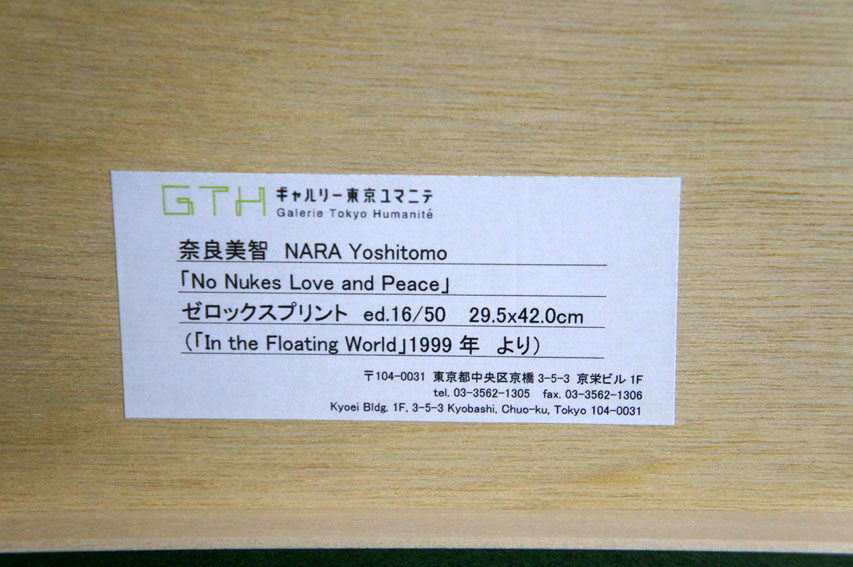 GTH ギャルリー東京ユマニテ
Galerie Tokyo Humanité
奈良美智 NARA Yoshitomo
「No Nukes Love and Peace」
ゼロックスプリント ed.16/50 29.5x42.0cm
（「In the Floating World」1999 年 より）
〒104-0031 東京都中央区京橋 3-5-3 京栄ビル 1F
tel. 03-3562-1305 fax. 03-3562-1306
Kyoei Bldg. 1F, 3-5-3 Kyobashi, Chuo-ku, Tokyo 104-0031